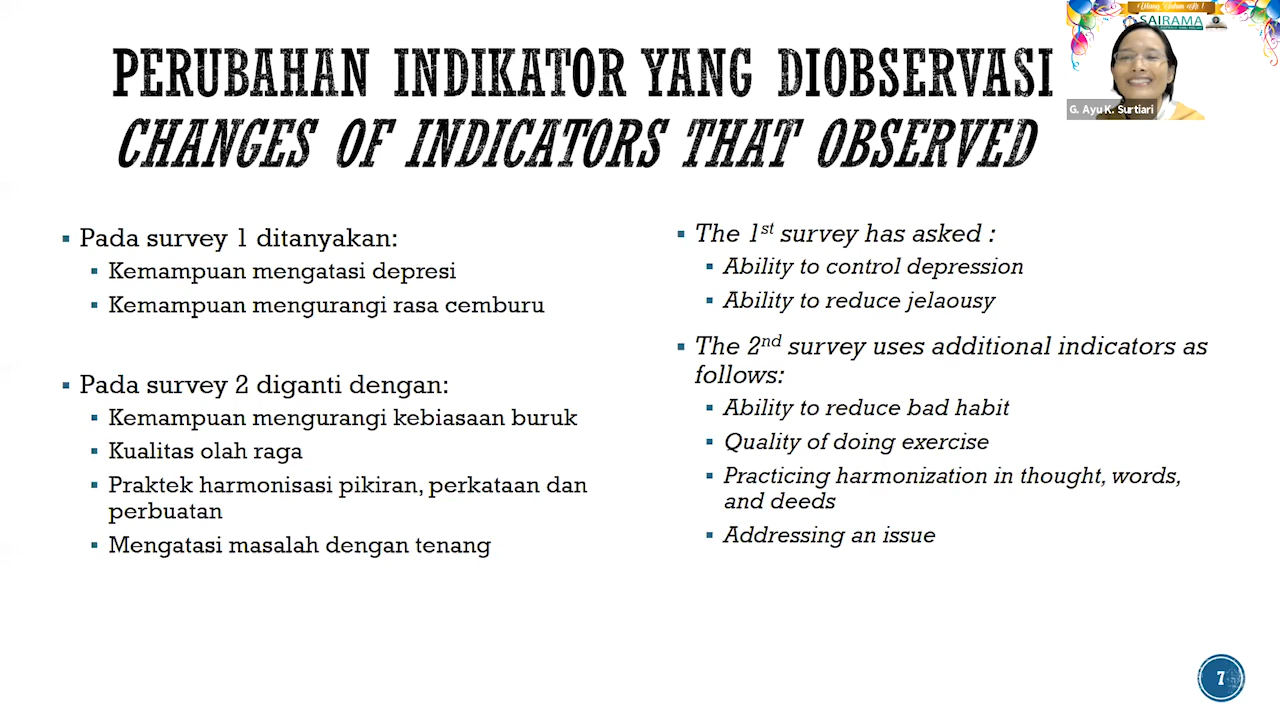 Ulang Tahun Ke 1
SAIRAMA
G. Ayu K. Surtiari
PERUBAHAN INDIKATOR YANG DIOBSERVASI
CHANGES OF INDICATORS THAT OBSERVED
Pada survey 1 ditanyakan:
Kemampuan mengatasi depresi
Kemampuan mengurangi rasa cemburu
Pada survey 2 diganti dengan:
Kemampuan mengurangi kebiasaan buruk
Kualitas olah raga
Praktek harmonisasi pikiran, perkataan dan
perbuatan
Mengatasi masalah dengan tenang
The 1st survey has asked :
Ability to control depression
Ability to reduce jelaousy
The 2nd survey uses additional indicators as
follows:
Ability to reduce bad habit
Quality of doing exercise
Practicing harmonization in thought, words,
and deeds
Addressing an issue
7